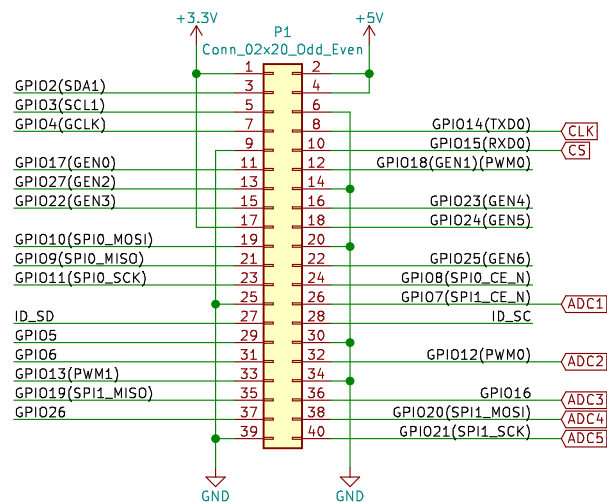 +3.3V +5V
P1
Conn_02x20_Odd_Even
1 2
GPIO2(SDA1) 3 4
GPIO3(SCL1) 5 6
GPIO4(GCLK) 7 8 GPIO14(TXD0) CLK
9 10 GPIO15(RXD0) CS
GPIO17(GEN0) 11 12 GPIO18(GEN1)(PWM0)
GPIO27(GEN2) 13 14
GPIO22(GEN3) 15 16 GPIO23(GEN4)
17 18 GPIO24(GEN5)
GPIO10(SPI0_MOSI) 19 20
GPIO9(SPI0_MISO) 21 22 GPIO25(GEN6)
GPIO11(SPI0_SCK) 23 24 GPIO8(SPI0_CE_N)
25 26 GPIO7(SPI1_CE_N) ADC1
ID_SD 27 28 ID_SC
GPIO5 29 30
GPIO6 31 32 GPIO12(PWM0) ADC2
GPIO13(PWM1) 33 34
GPIO19(SPI1_MISO) 35 36 GPIO16 ADC3
GPIO26 37 38 GPIO20(SPI1_MOSI) ADC4
39 40 GPIO21(SPI1_SCK) ADC5
GND GND